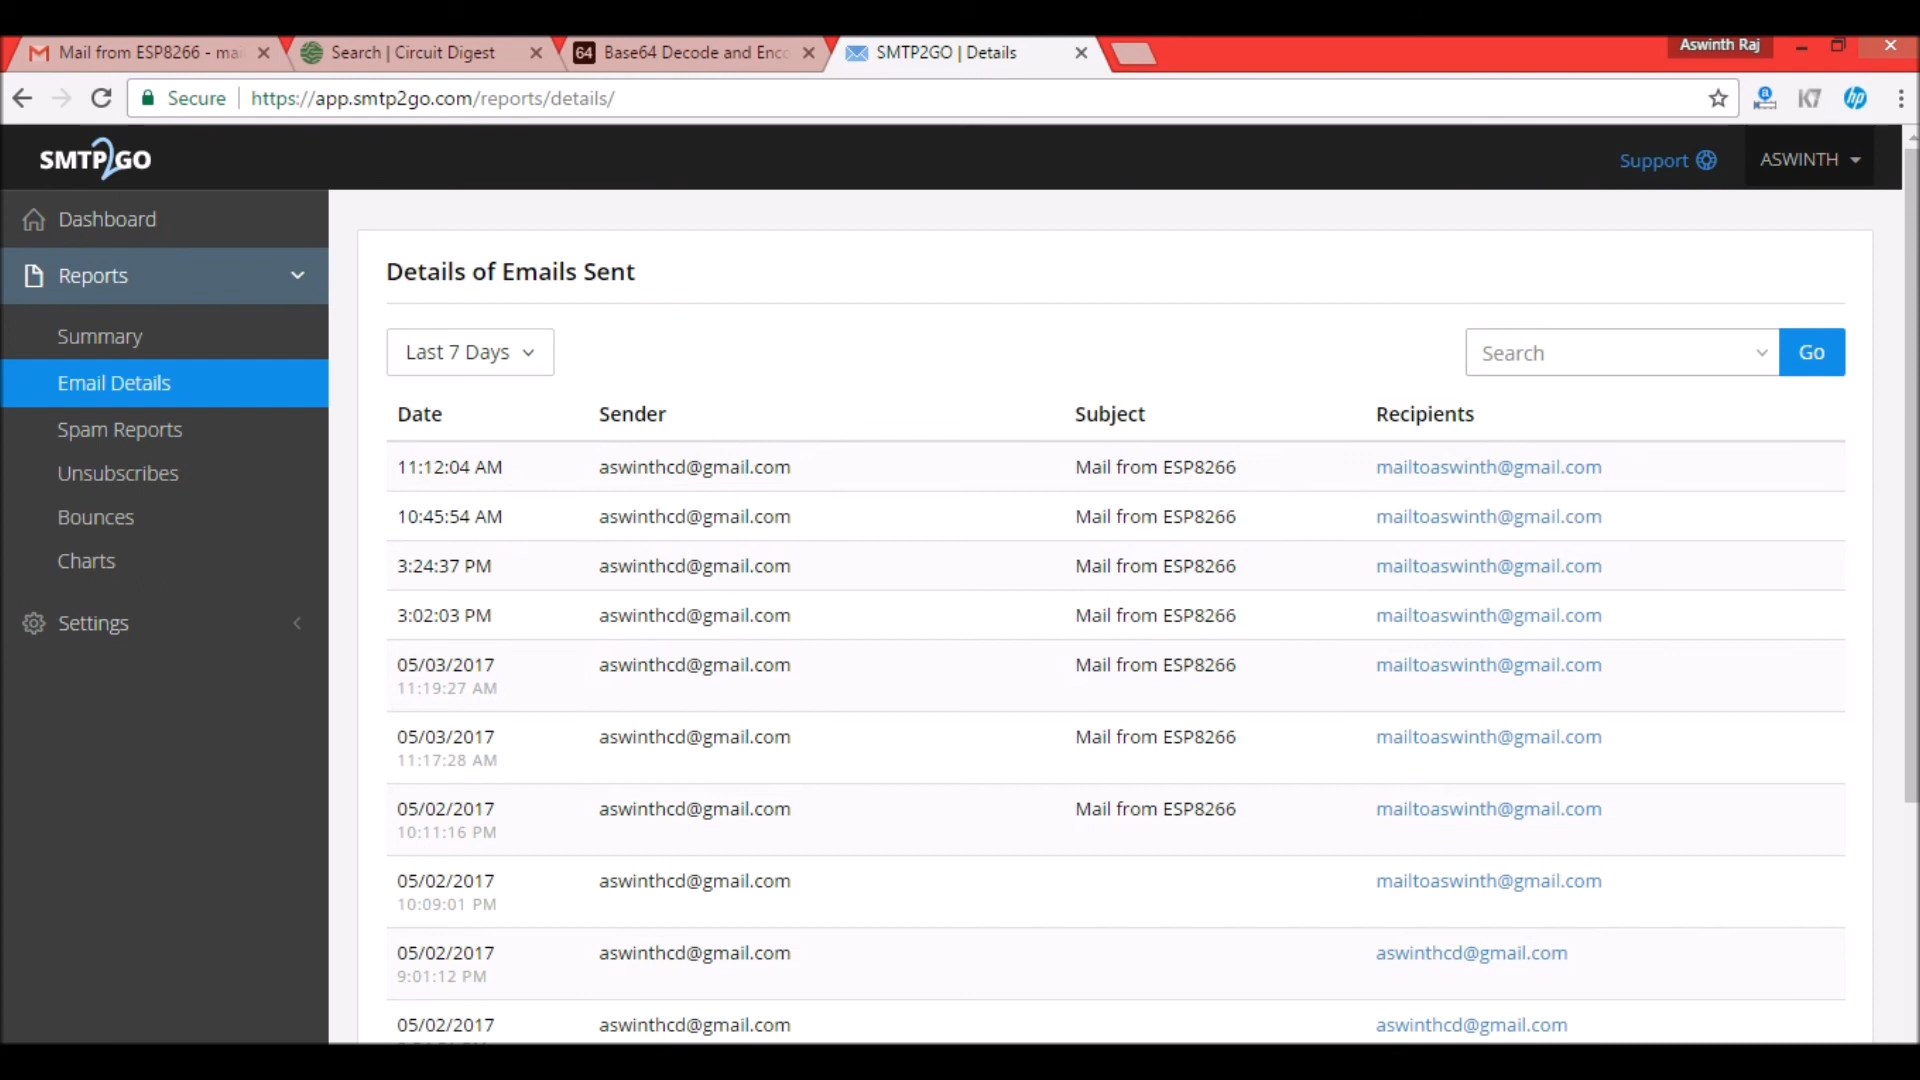 Mail from ESP8266 - mai
Search | Circuit Digest
64 Base64 Decode and Enco
SMTP2GO | Details
Aswinth Raj
Secure https://app.smtp2go.com/reports/details/
K7
hp
SMTP2GO
Support
ASWINTH
Dashboard
Reports
Summary
Email Details
Spam Reports
Unsubscribes
Bounces
Charts
Settings
Details of Emails Sent
Last 7 Days
Search
Go
Date Sender Subject Recipients
11:12:04 AM aswinthcd@gmail.com Mail from ESP8266 mailtoaswinth@gmail.com
10:45:54 AM aswinthcd@gmail.com Mail from ESP8266 mailtoaswinth@gmail.com
3:24:37 PM aswinthcd@gmail.com Mail from ESP8266 mailtoaswinth@gmail.com
3:02:03 PM aswinthcd@gmail.com Mail from ESP8266 mailtoaswinth@gmail.com
05/03/2017 aswinthcd@gmail.com Mail from ESP8266 mailtoaswinth@gmail.com
11:19:27 AM
05/03/2017 aswinthcd@gmail.com Mail from ESP8266 mailtoaswinth@gmail.com
11:17:28 AM
05/02/2017 aswinthcd@gmail.com Mail from ESP8266 mailtoaswinth@gmail.com
10:11:16 PM
05/02/2017 aswinthcd@gmail.com mailtoaswinth@gmail.com
10:09:01 PM
05/02/2017 aswinthcd@gmail.com aswinthcd@gmail.com
9:01:12 PM
05/02/2017 aswinthcd@gmail.com aswinthcd@gmail.com